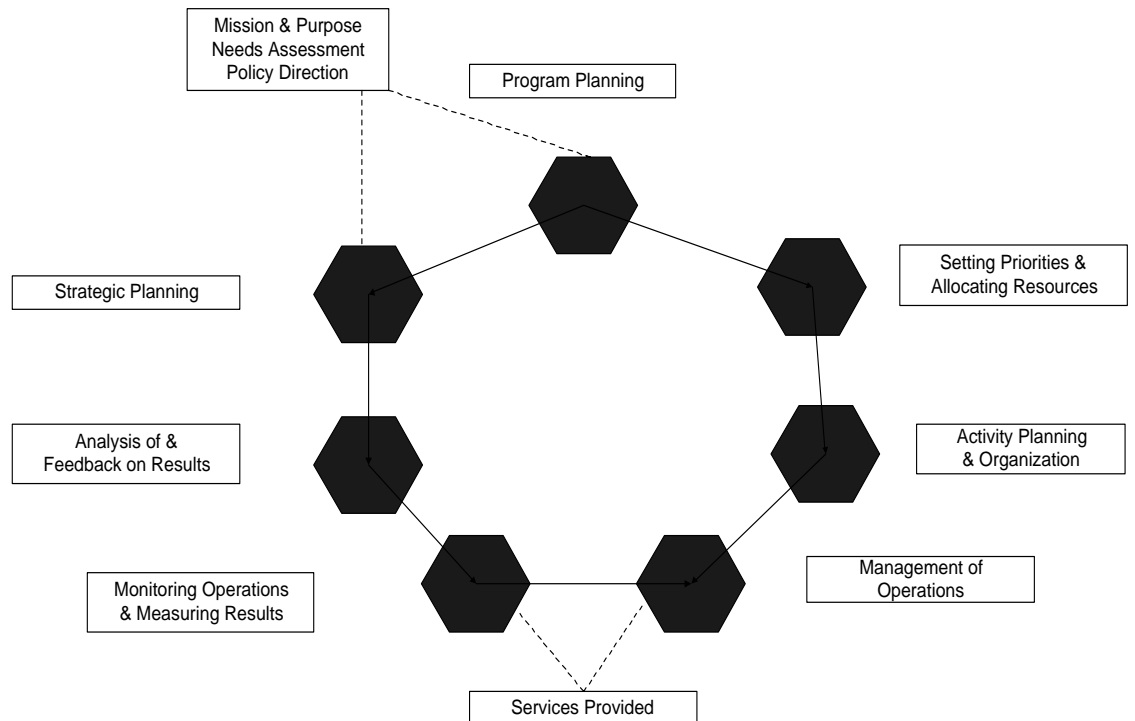 Mission & Purpose
Needs Assessment
Policy Direction
Program Planning
Strategic Planning
Setting Priorities &
Allocating Resources
Analysis of &
Feedback on Results
Activity Planning
& Organization
Monitoring Operations
& Measuring Results
Management of
Operations
Services Provided